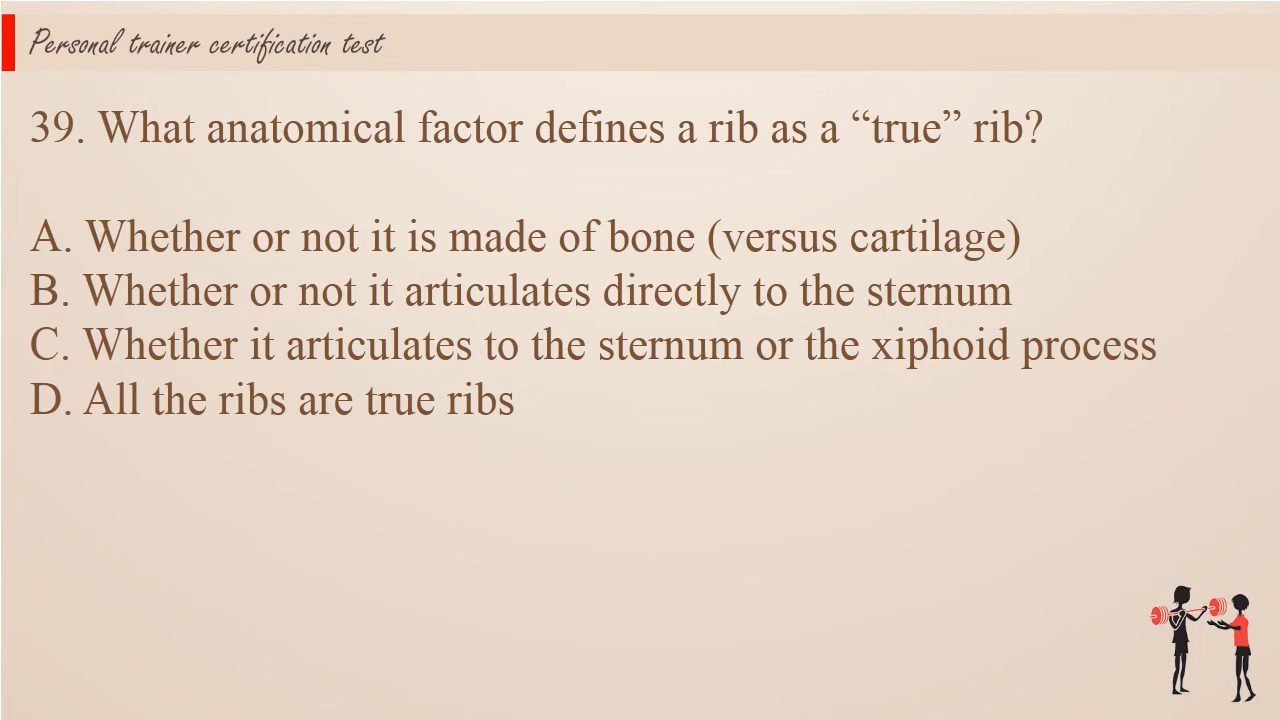 Personal trainer certification test
39. What anatomical factor defines a rib as a “true” rib?
A. Whether or not it is made of bone (versus cartilage)
B. Whether or not it articulates directly to the sternum
C. Whether it articulates to the sternum or the xiphoid process
D. All the ribs are true ribs